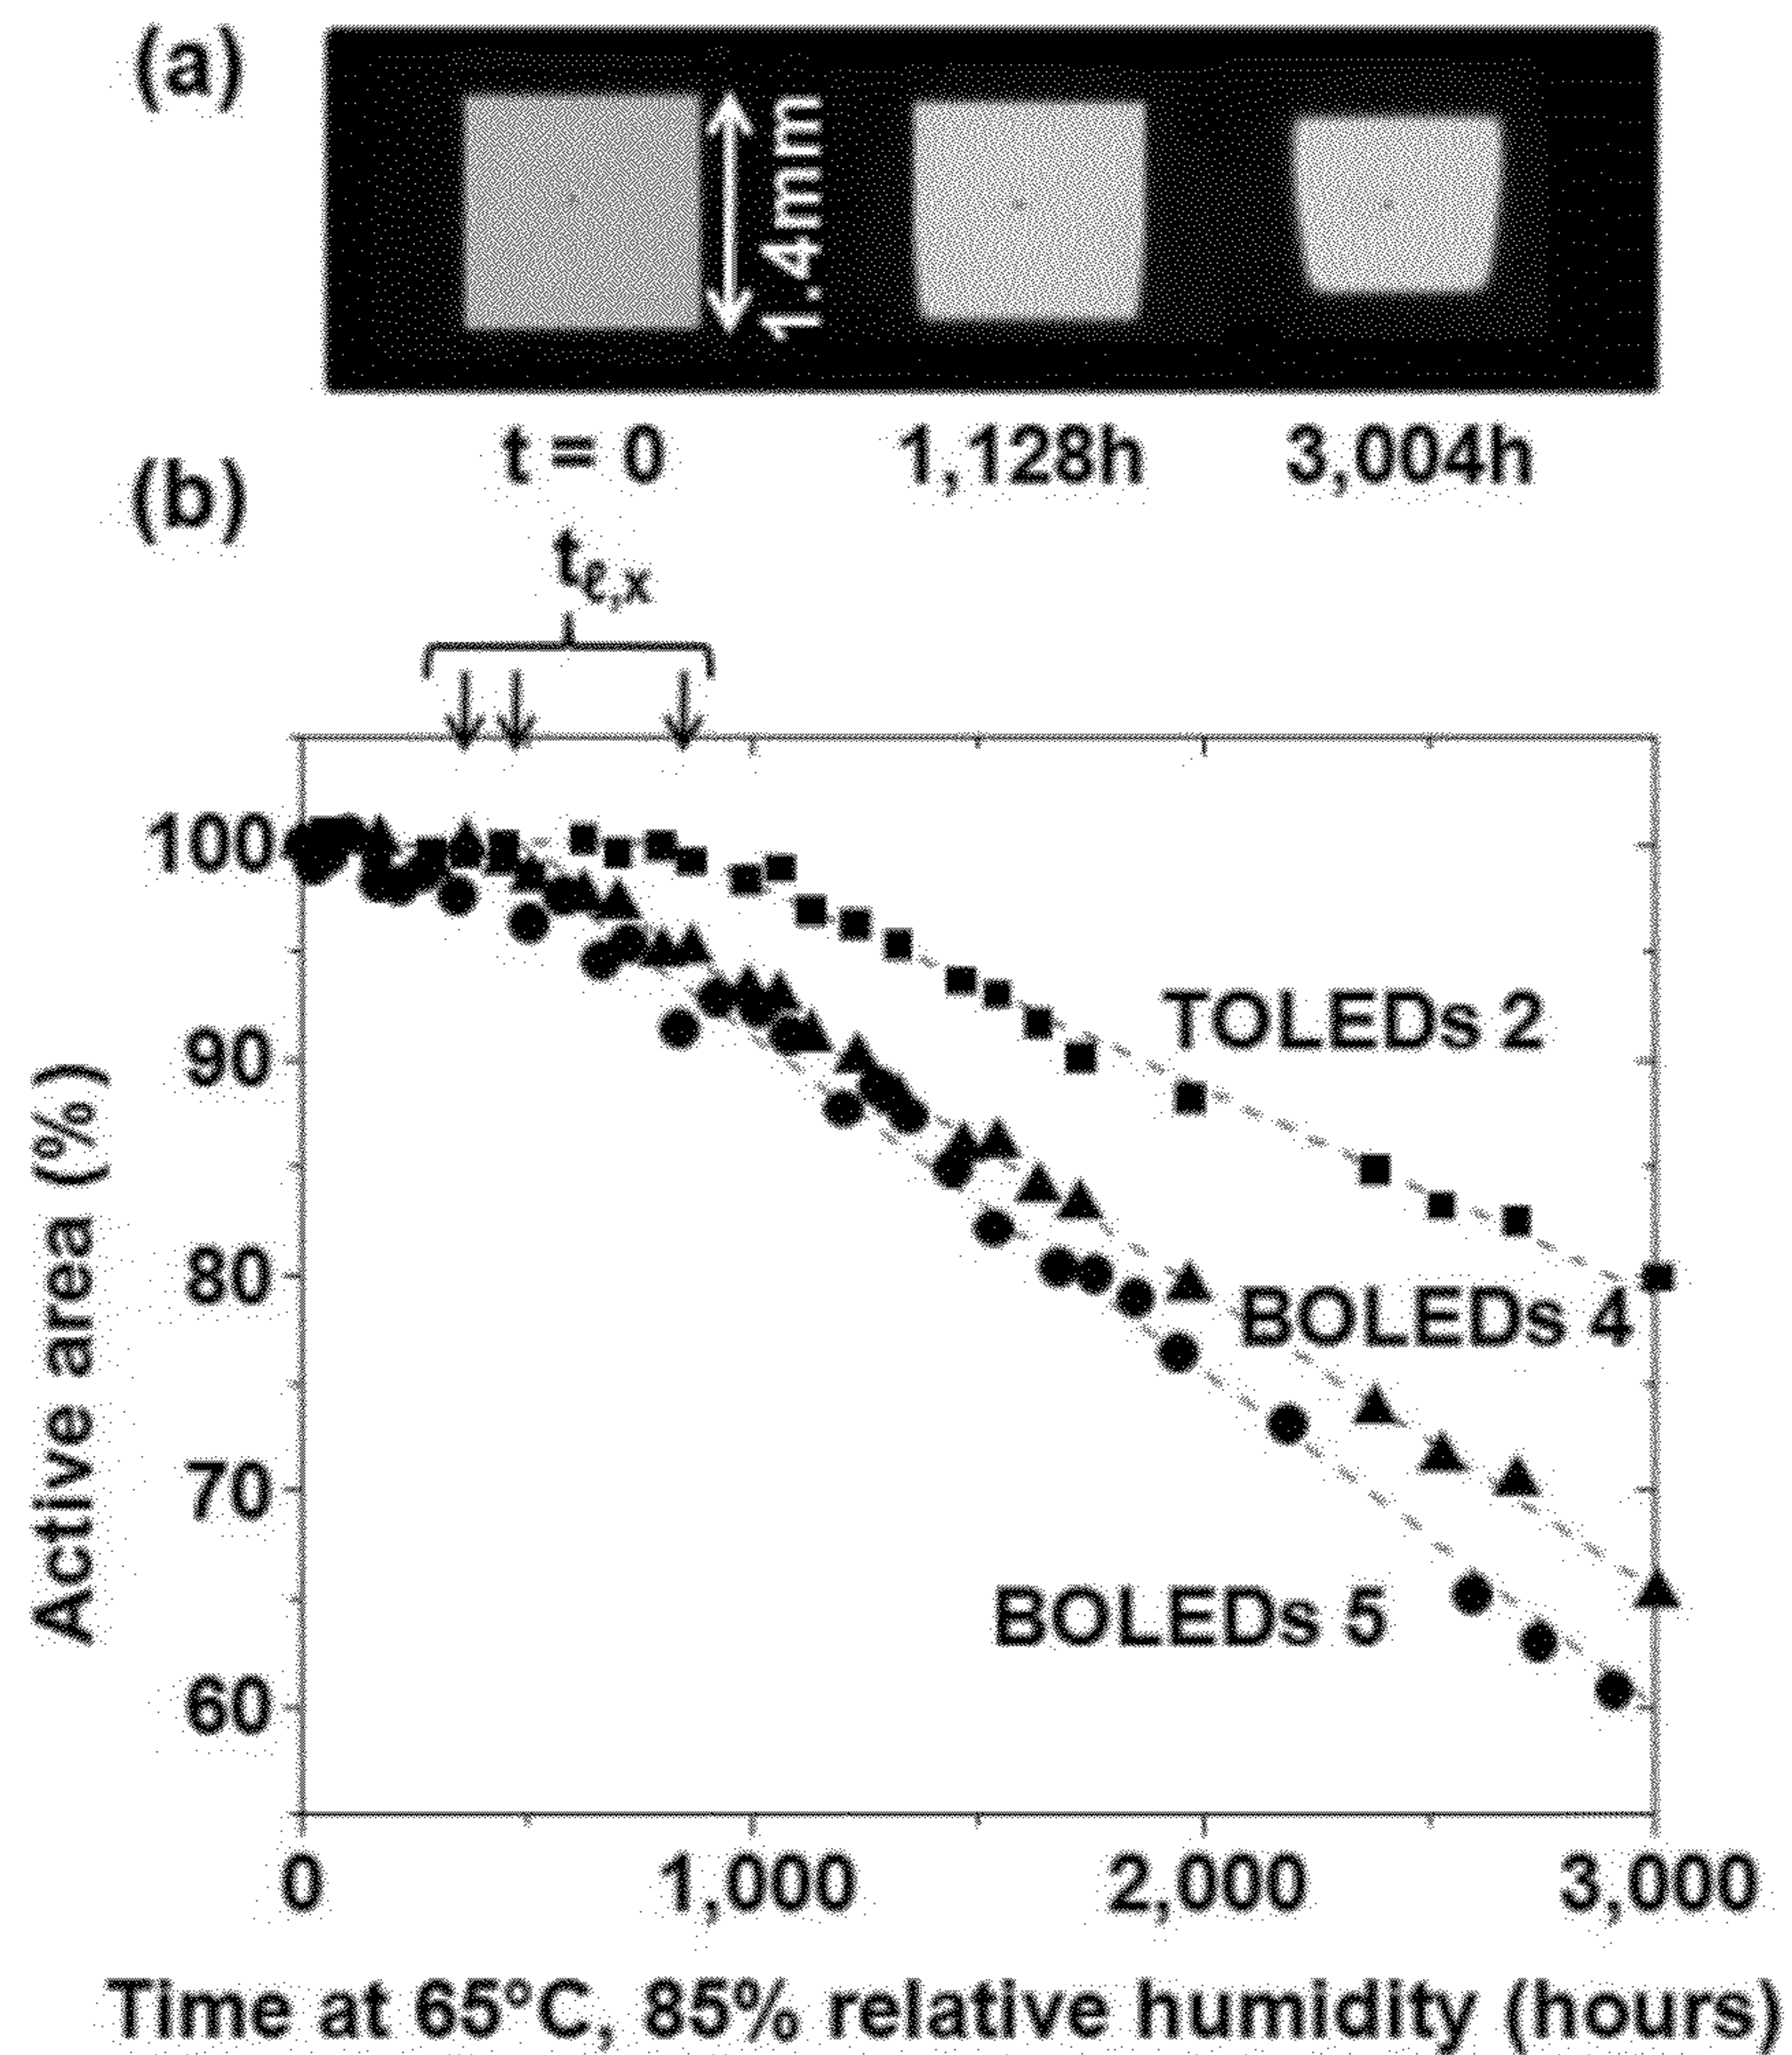 (a)
1.4mm
t = 0
1,128h
3,004h
(b)
tℓ,x
100
90
80
70
60
Active area (%)
TOLEDs 2
BOLEDs 4
BOLEDs 5
0
1,000
2,000
3,000
Time at 65°C, 85% relative humidity (hours)